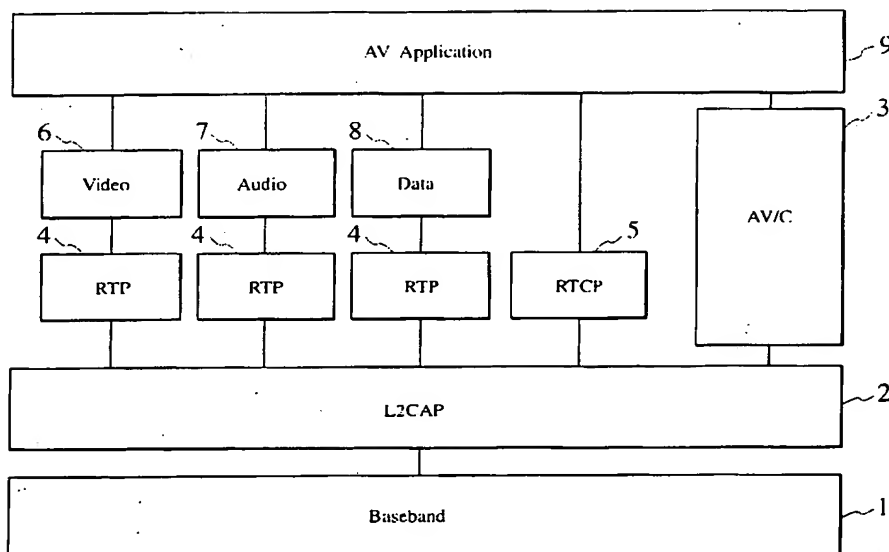 AV Application
9
3
6
7
8
Video
Audio
Data
AV/C
4
4
4
5
RTP
RTP
RTP
RTCP
L2CAP
2
Baseband
1